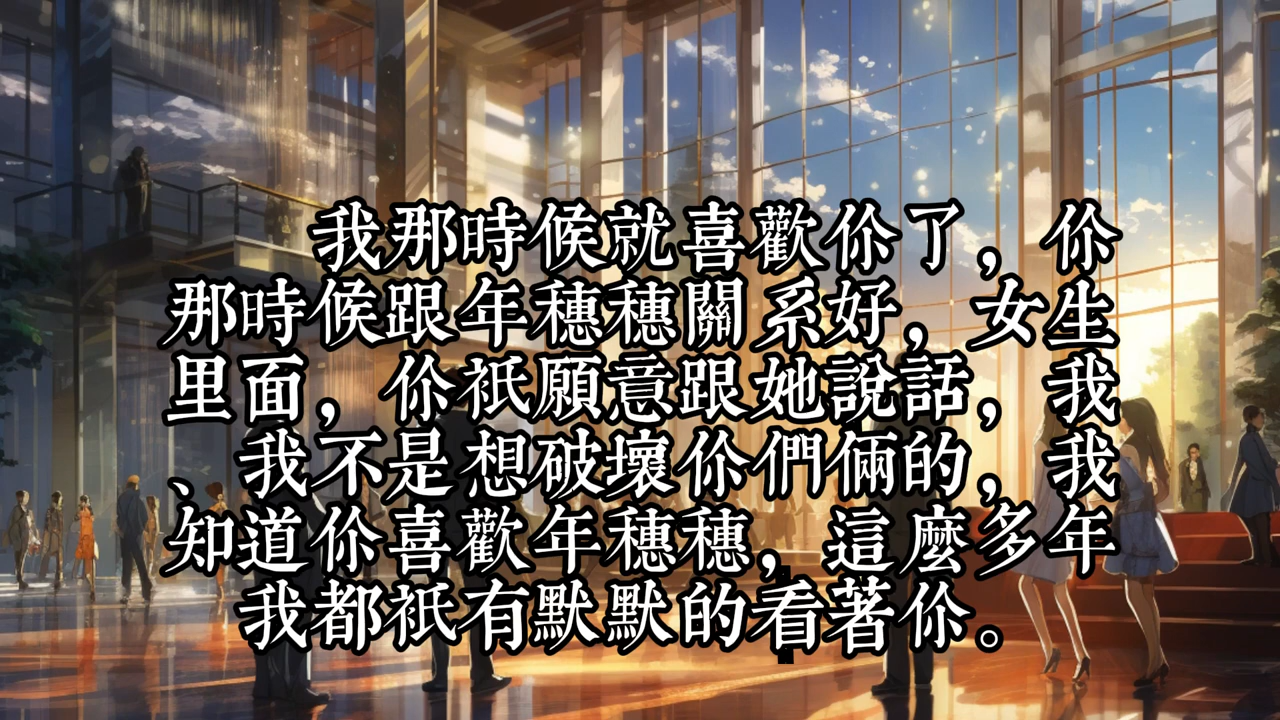 我那時候就喜歡伱了，伱
那時候跟年穗穗關系好，女生
里面，伱衹願意跟她說話，我
、我不是想破壞伱們倆的，我
知道伱喜歡年穗穗，這麼多年
我都衹有默默的看著伱。